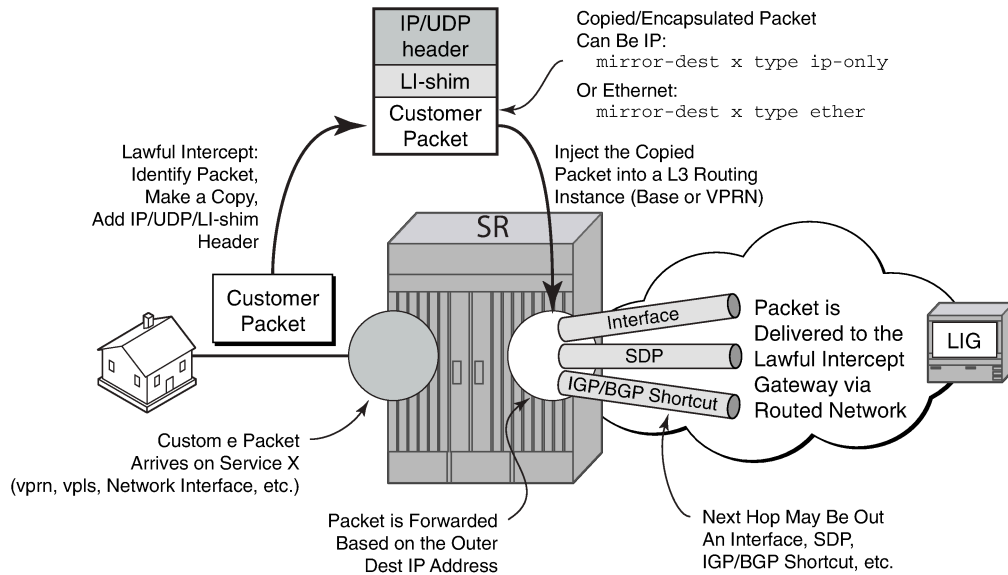 IP/UDP
header
LI-shim
Customer
Packet
Copied/Encapsulated Packet
Can Be IP:
mirror-dest x type ip-only
Or Ethernet:
mirror-dest x type ether
Lawful Intercept:
Identify Packet,
Make a Copy,
Add IP/UDP/LI-shim
Header
Inject the Copied
Packet into a L3 Routing
Instance (Base or VPRN)
SR
Customer
Packet
Interface
SDP
IGP/BGP Shortcut
Packet is
Delivered to the
Lawful Intercept
Gateway via
Routed Network
LIG
Custom e Packet
Arrives on Service X
(vprn, vpls, Network Interface, etc.)
Packet is Forwarded
Based on the Outer
Dest IP Address
Next Hop May Be Out
An Interface, SDP,
IGP/BGP Shortcut, etc.